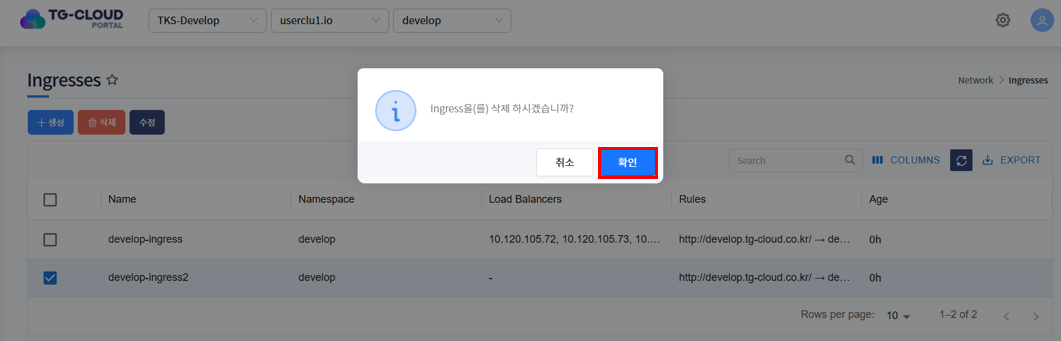 TG-CLOUD
PORTAL
TKS-Develop
userclu1.io
develop
Ingresses
Network > Ingresses
Ingress을(를) 삭제 하시겠습니까?
취소
확인
+ 생성
삭제
수정
Search
COLUMNS
EXPORT
Name Namespace Load Balancers Rules Age
develop-ingress develop 10.120.105.72, 10.120.105.73, 10.... http://develop.tg-cloud.co.kr/ → de... 0h
develop-ingress2 develop - http://develop.tg-cloud.co.kr/ → de... 0h
Rows per page: 10 1–2 of 2